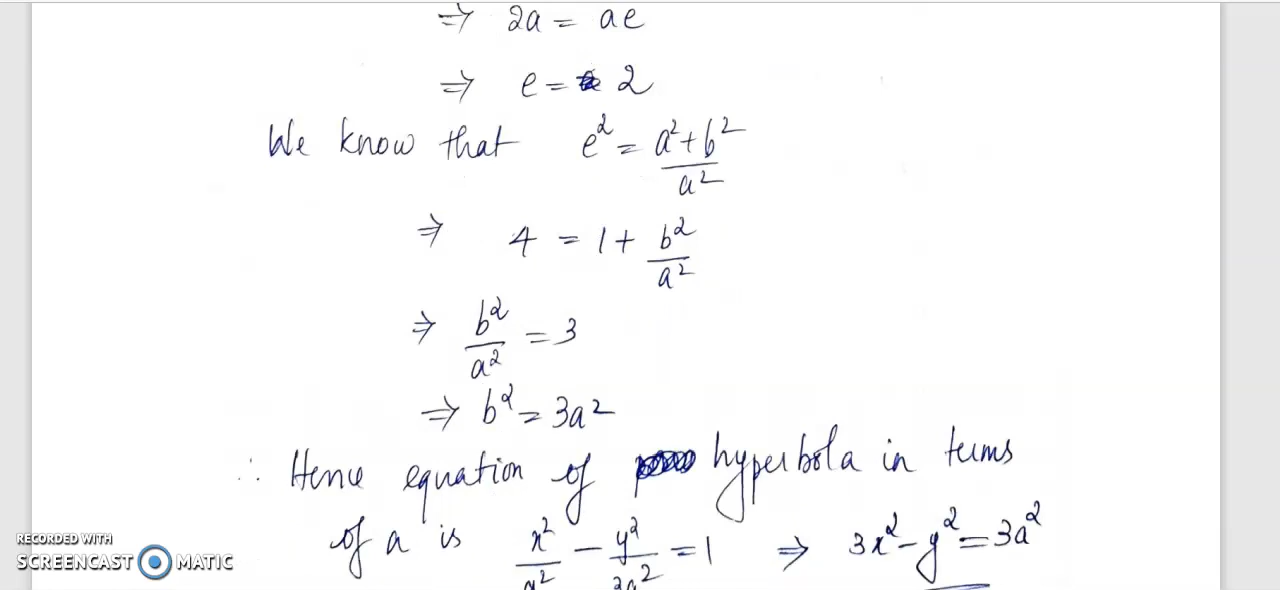 ⇒ 2a = ae
⇒ e = 2
We know that e² = a²+b²/a²
⇒ 4 = 1 + b²/a²
⇒ b²/a² = 3
⇒ b² = 3a²
∴ Hence equation of hyperbola in terms
of a is x²/a² − y²/3a² = 1 ⇒ 3x² − y² = 3a²
RECORDED WITH
SCREENCAST MATIC